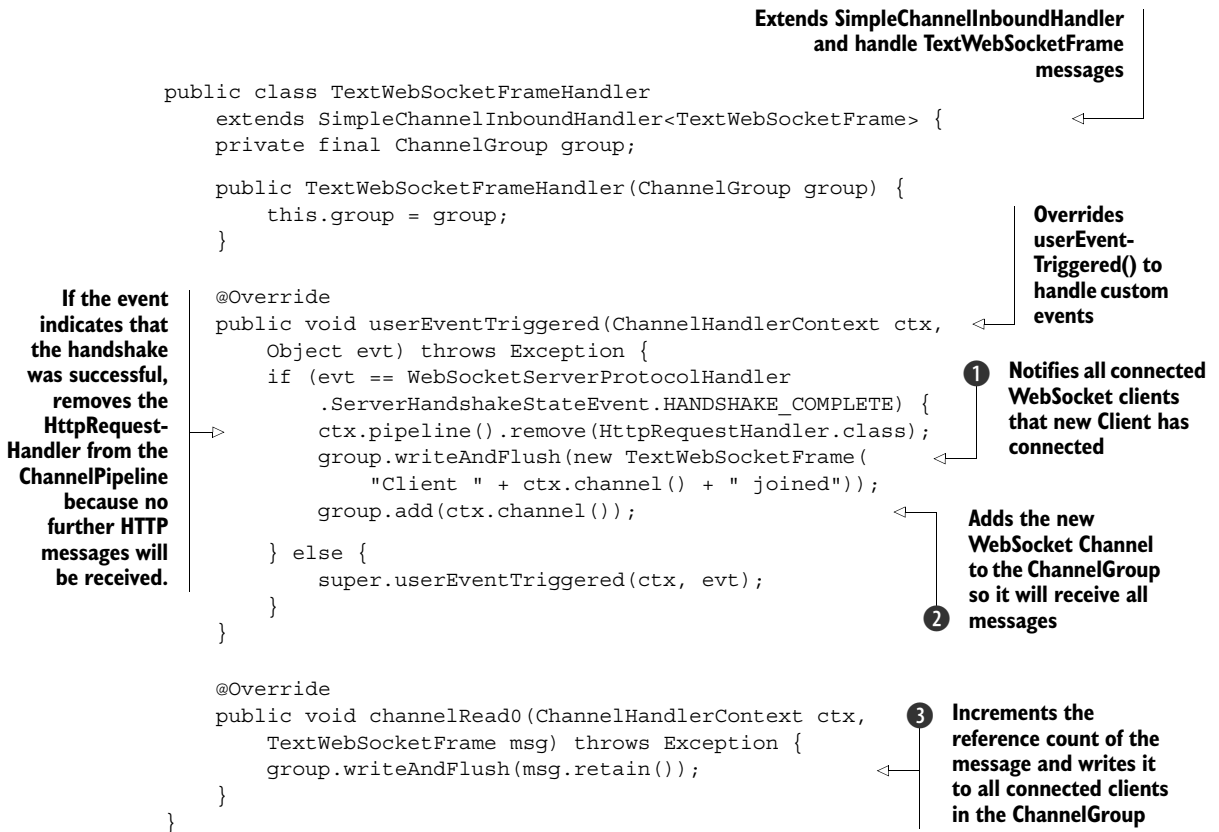 Extends SimpleChannelInboundHandler
and handle TextWebSocketFrame
messages
public class TextWebSocketFrameHandler
extends SimpleChannelInboundHandler<TextWebSocketFrame> {
private final ChannelGroup group;
public TextWebSocketFrameHandler(ChannelGroup group) {
this.group = group;
}
Overrides
userEvent-
Triggered() to
handle custom
events
If the event
indicates that
the handshake
was successful,
removes the
HttpRequest-
Handler from the
ChannelPipeline
because no
further HTTP
messages will
be received.
@Override
public void userEventTriggered(ChannelHandlerContext ctx,
Object evt) throws Exception {
if (evt == WebSocketServerProtocolHandler
.ServerHandshakeStateEvent.HANDSHAKE_COMPLETE) {
ctx.pipeline().remove(HttpRequestHandler.class);
group.writeAndFlush(new TextWebSocketFrame(
"Client " + ctx.channel() + " joined"));
group.add(ctx.channel());
} else {
super.userEventTriggered(ctx, evt);
}
}
1 Notifies all connected
WebSocket clients
that new Client has
connected
Adds the new
WebSocket Channel
to the ChannelGroup
so it will receive all
2 messages
@Override
public void channelRead0(ChannelHandlerContext ctx,
TextWebSocketFrame msg) throws Exception {
group.writeAndFlush(msg.retain());
}
}
3 Increments the
reference count of the
message and writes it
to all connected clients
in the ChannelGroup